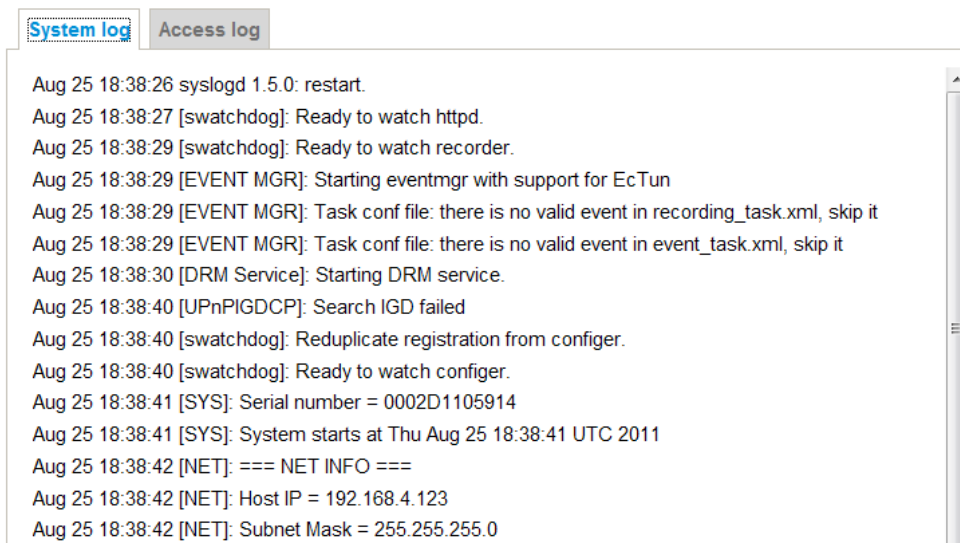 System log Access log
Aug 25 18:38:26 syslogd 1.5.0: restart.
Aug 25 18:38:27 [swatchdog]: Ready to watch httpd.
Aug 25 18:38:29 [swatchdog]: Ready to watch recorder.
Aug 25 18:38:29 [EVENT MGR]: Starting eventmgr with support for EcTun
Aug 25 18:38:29 [EVENT MGR]: Task conf file: there is no valid event in recording_task.xml, skip it
Aug 25 18:38:29 [EVENT MGR]: Task conf file: there is no valid event in event_task.xml, skip it
Aug 25 18:38:30 [DRM Service]: Starting DRM service.
Aug 25 18:38:40 [UPnPIGDCP]: Search IGD failed
Aug 25 18:38:40 [swatchdog]: Reduplicate registration from configer.
Aug 25 18:38:40 [swatchdog]: Ready to watch configer.
Aug 25 18:38:41 [SYS]: Serial number = 0002D1105914
Aug 25 18:38:41 [SYS]: System starts at Thu Aug 25 18:38:41 UTC 2011
Aug 25 18:38:42 [NET]: === NET INFO ===
Aug 25 18:38:42 [NET]: Host IP = 192.168.4.123
Aug 25 18:38:42 [NET]: Subnet Mask = 255.255.255.0